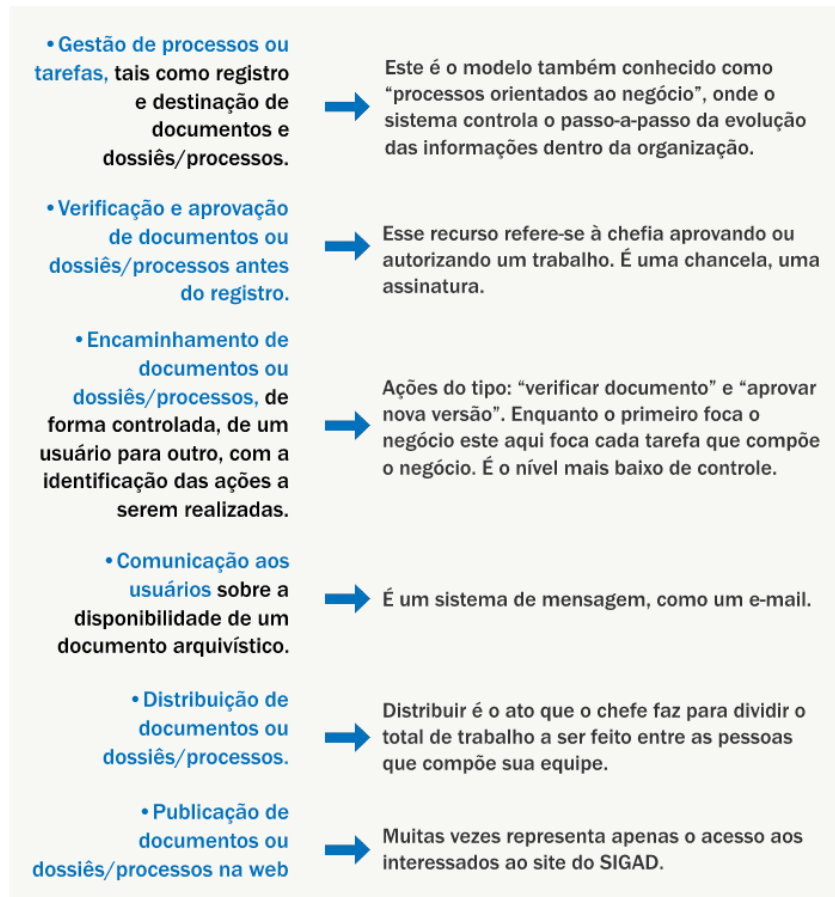 • Gestão de processos ou
tarefas, tais como registro
e destinação de
documentos e
dossiês/processos.
Este é o modelo também conhecido como
“processos orientados ao negócio”, onde o
sistema controla o passo-a-passo da evolução
das informações dentro da organização.
• Verificação e aprovação
de documentos ou
dossiês/processos antes
do registro.
Esse recurso refere-se à chefia aprovando ou
autorizando um trabalho. É uma chancela, uma
assinatura.
• Encaminhamento de
documentos ou
dossiês/processos, de
forma controlada, de um
usuário para outro, com a
identificação das ações a
serem realizadas.
Ações do tipo: “verificar documento” e “aprovar
nova versão”. Enquanto o primeiro foca o
negócio este aqui foca cada tarefa que compõe
o negócio. É o nível mais baixo de controle.
• Comunicação aos
usuários sobre a
disponibilidade de um
documento arquivístico.
É um sistema de mensagem, como um e-mail.
• Distribuição de
documentos ou
dossiês/processos.
Distribuir é o ato que o chefe faz para dividir o
total de trabalho a ser feito entre as pessoas
que compõe sua equipe.
• Publicação de
documentos ou
dossiês/processos na web
Muitas vezes representa apenas o acesso aos
interessados ao site do SIGAD.